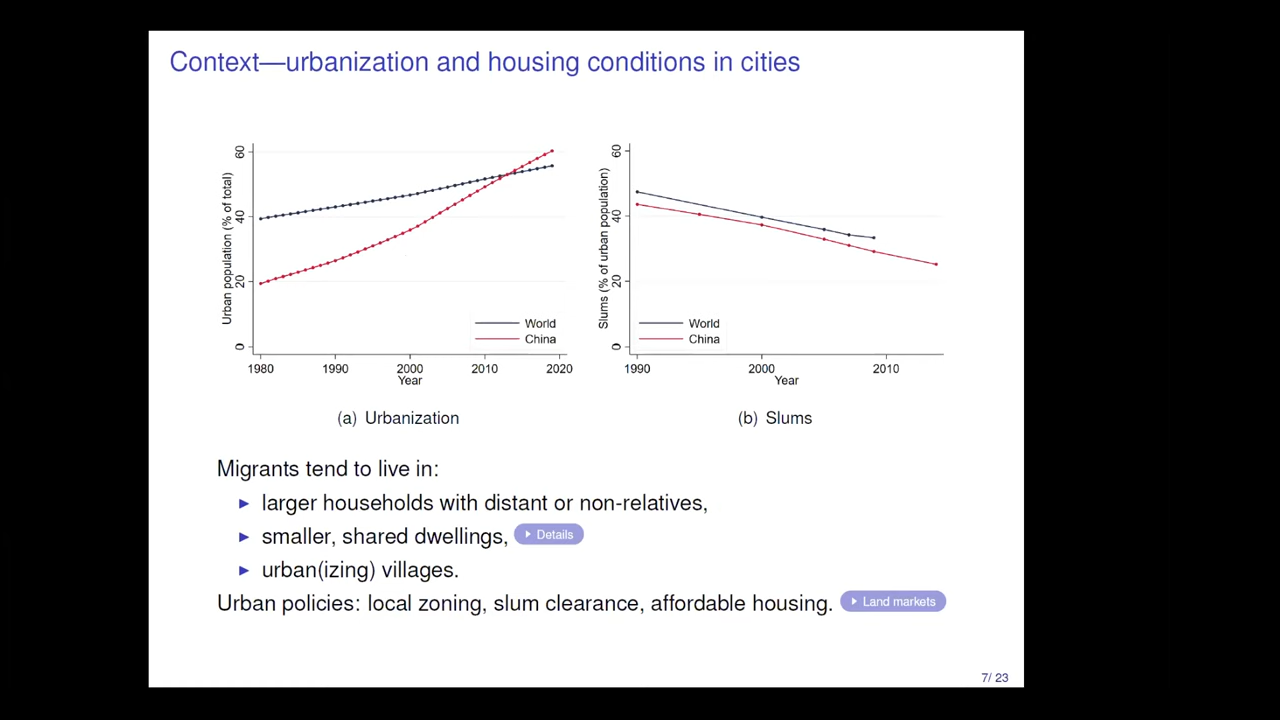 Context—urbanization and housing conditions in cities
Urban population (% of total)
60
40
20
0
World
China
1980 1990 2000 2010 2020
Year
(a) Urbanization
Slums (% of urban population)
60
40
20
0
World
China
1990 2000 2010
Year
(b) Slums
Migrants tend to live in:
larger households with distant or non-relatives,
smaller, shared dwellings, Details
urban(izing) villages.
Urban policies: local zoning, slum clearance, affordable housing. Land markets
7/ 23